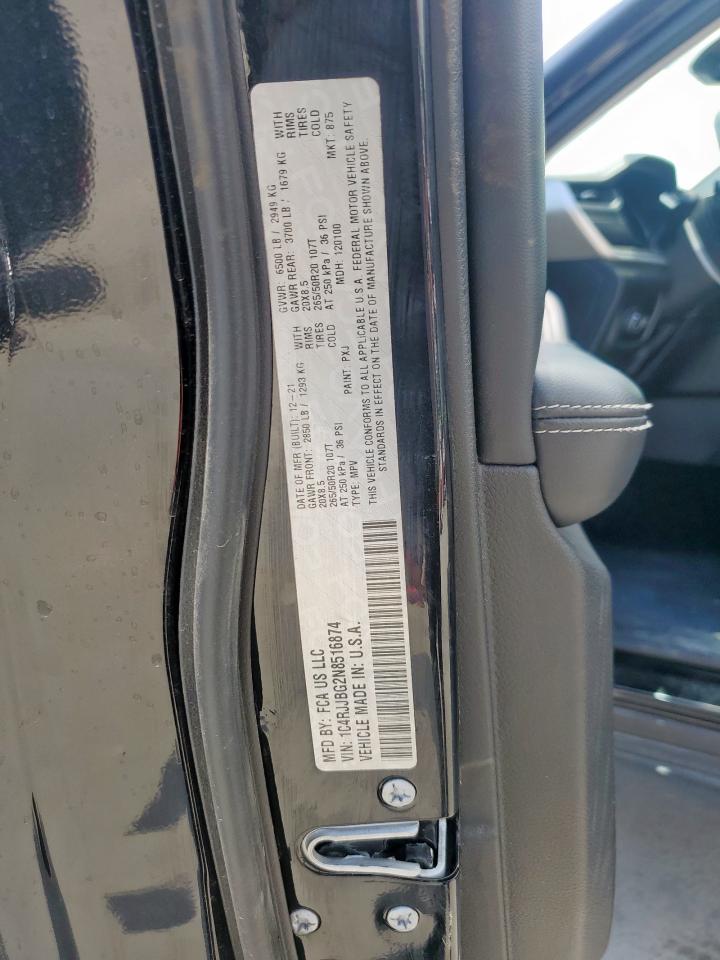 MFD BY: FCA US LLC
VIN: 1C4RJJBG2N8516874
VEHICLE MADE IN: U.S.A.
DATE OF MFR (BUILT): 12-21
GAWR FRONT: 2850 LB / 1293 KG WITH
20X8.5 RIMS
265/50R20 107T TIRES
AT 250 kPa / 36 PSI COLD
TYPE: MPV PAINT: PXJ
GVWR: 6500 LB / 2949 KG
GAWR REAR: 3700 LB / 1679 KG WITH
20X8.5 RIMS
265/50R20 107T TIRES
AT 250 kPa / 36 PSI COLD
MDH: 120100 MKT: 875
THIS VEHICLE CONFORMS TO ALL APPLICABLE U.S.A. FEDERAL MOTOR VEHICLE SAFETY
STANDARDS IN EFFECT ON THE DATE OF MANUFACTURE SHOWN ABOVE.